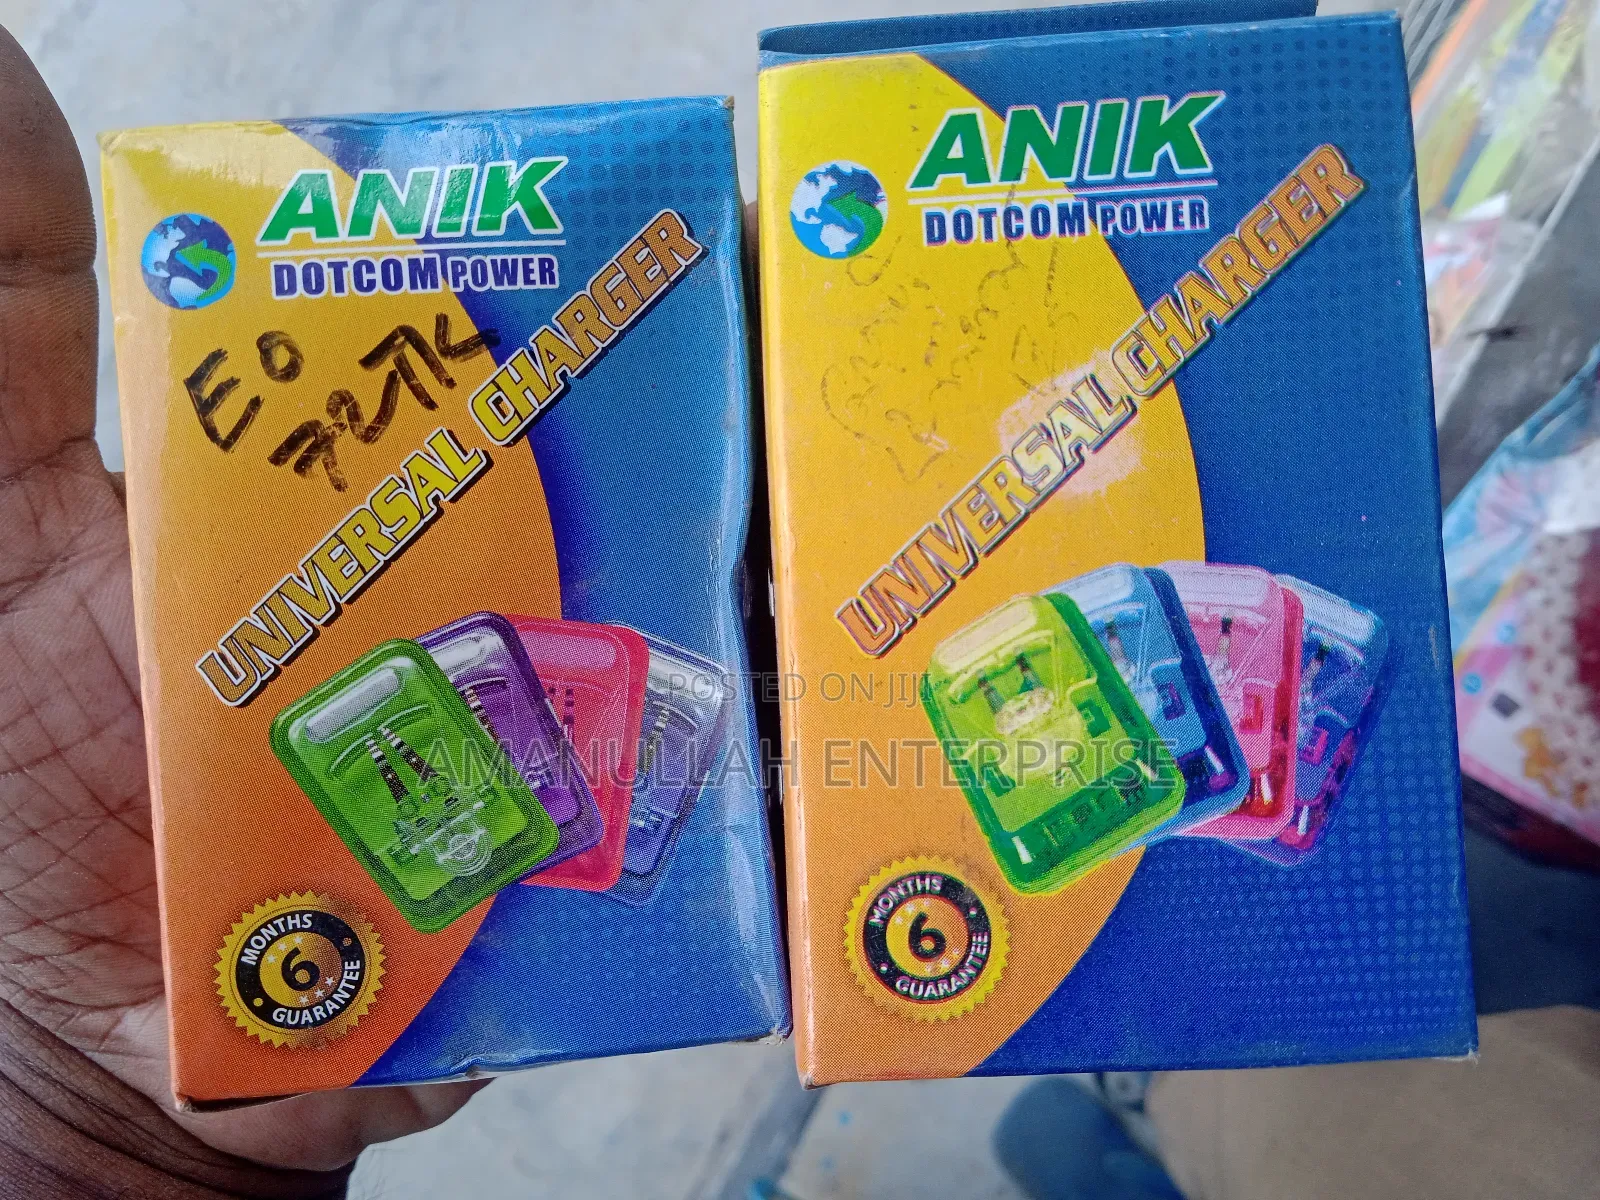 ANIK
DOTCOM POWER
UNIVERSAL CHARGER
EO
MONTHS
6
GUARANTEE
ANIK
DOTCOM POWER
UNIVERSAL CHARGER
MONTHS
6
GUARANTEE
POSTED ON JIJI
AMANULLAH ENTERPRISE